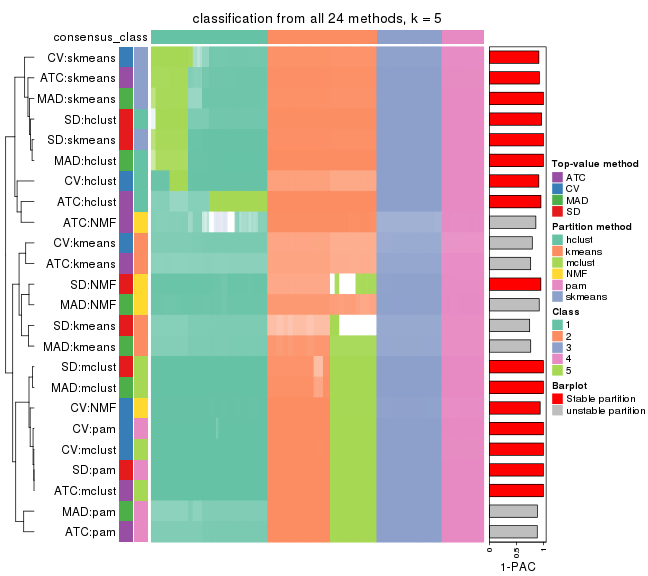 classification from all 24 methods, k = 5
consensus_class
CV:skmeans
ATC:skmeans
MAD:skmeans
SD:hclust
SD:skmeans
MAD:hclust
CV:hclust
ATC:hclust
ATC:NMF
CV:kmeans
ATC:kmeans
SD:NMF
MAD:NMF
SD:kmeans
MAD:kmeans
SD:mclust
MAD:mclust
CV:NMF
CV:pam
CV:mclust
SD:pam
ATC:mclust
MAD:pam
ATC:pam
0 0.5 1
1-PAC
Top-value method
ATC
CV
MAD
SD
Partition method
hclust
kmeans
mclust
NMF
pam
skmeans
Class
1
2
3
4
5
Barplot
Stable partition
unstable partition